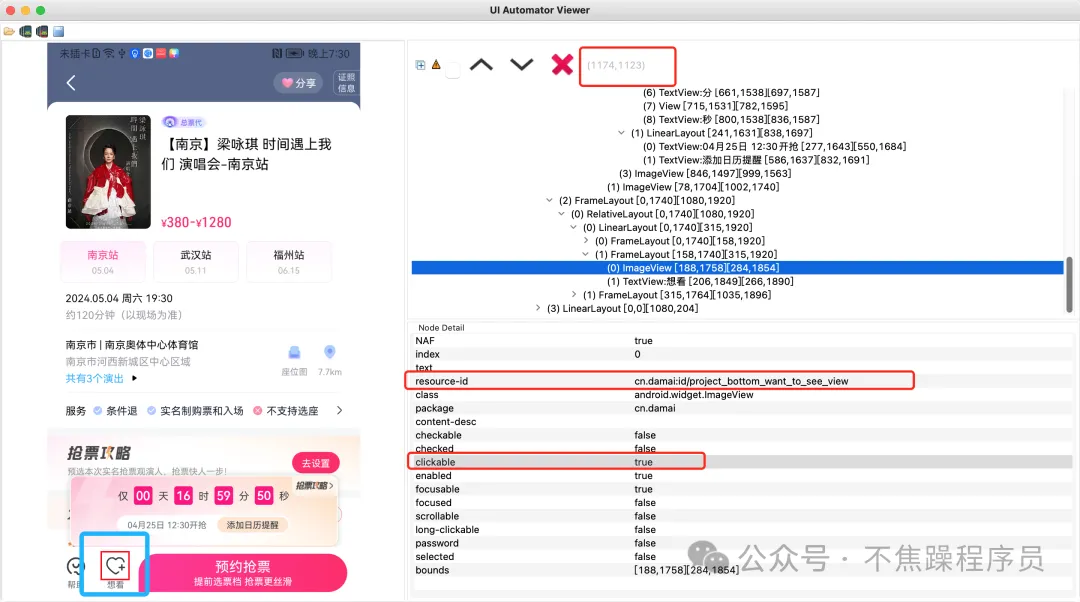 UI Automator Viewer
未插卡
晚上7:30
分享
证照
信息
总票代
【南京】梁咏琪 时间遇上我
们 演唱会-南京站
¥380-¥1280
南京站
05.04
武汉站
05.11
福州站
06.15
2024.05.04 周六 19:30
约120分钟（以现场为准）
南京市 | 南京奥体中心体育馆
南京市河西新城区中心区域
共有3个演出
座位图
7.7km
服务 条件退 实名制购票和入场 不支持选座
抢票攻略
预选本次实名抢票观演人，抢票快人一步！
去设置
抢票攻略
仅 00 天 16 时 59 分 50 秒
04月25日 12:30开抢
添加日历提醒
想看
预约抢票
提前选票档 抢票更丝滑
(1174,1123)
(6) TextView:分 [661,1538][697,1587]
(7) View [715,1531][782,1595]
(8) TextView:秒 [800,1538][836,1587]
(1) LinearLayout [241,1631][838,1697]
(0) TextView:04月25日 12:30开抢 [277,1643][550,1684]
(1) TextView:添加日历提醒 [586,1637][832,1691]
(3) ImageView [846,1497][999,1563]
(1) ImageView [78,1704][1002,1740]
(2) FrameLayout [0,1740][1080,1920]
(0) RelativeLayout [0,1740][1080,1920]
(0) LinearLayout [0,1740][315,1920]
(0) FrameLayout [0,1740][158,1920]
(1) FrameLayout [158,1740][315,1920]
(0) ImageView [188,1758][284,1854]
(1) TextView:想看 [206,1849][266,1890]
(1) FrameLayout [315,1764][1035,1896]
(3) LinearLayout [0,0][1080,204]
Node Detail
NAF true
index 0
text
resource-id cn.damai:id/project_bottom_want_to_see_view
class android.widget.ImageView
package cn.damai
content-desc
checkable false
checked false
clickable true
enabled true
focusable true
focused false
scrollable false
long-clickable false
password false
selected false
bounds [188,1758][284,1854]
公众号 · 不焦躁程序员